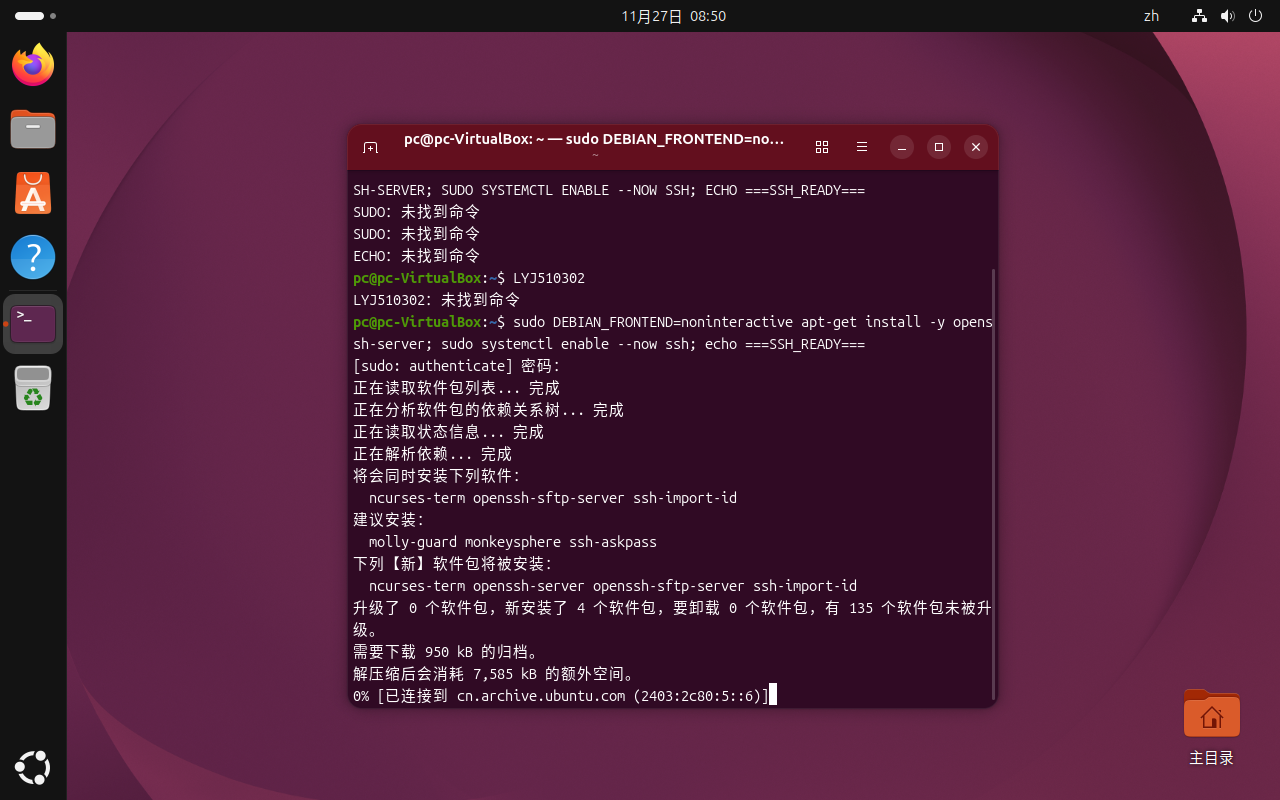 11月27日 08:50
zh
pc@pc-VirtualBox: ~ — sudo DEBIAN_FRONTEND=no…
~
SH-SERVER; SUDO SYSTEMCTL ENABLE --NOW SSH; ECHO ===SSH_READY===
SUDO：未找到命令
SUDO：未找到命令
ECHO：未找到命令
pc@pc-VirtualBox:~$ LYJ510302
LYJ510302：未找到命令
pc@pc-VirtualBox:~$ sudo DEBIAN_FRONTEND=noninteractive apt-get install -y opens
sh-server; sudo systemctl enable --now ssh; echo ===SSH_READY===
[sudo: authenticate] 密码：
正在读取软件包列表... 完成
正在分析软件包的依赖关系树... 完成
正在读取状态信息... 完成
正在解析依赖... 完成
将会同时安装下列软件：
  ncurses-term openssh-sftp-server ssh-import-id
建议安装：
  molly-guard monkeysphere ssh-askpass
下列【新】软件包将被安装：
  ncurses-term openssh-server openssh-sftp-server ssh-import-id
升级了 0 个软件包，新安装了 4 个软件包，要卸载 0 个软件包，有 135 个软件包未被升
级。
需要下载 950 kB 的归档。
解压缩后会消耗 7,585 kB 的额外空间。
0% [已连接到 cn.archive.ubuntu.com (2403:2c80:5::6)]
主目录